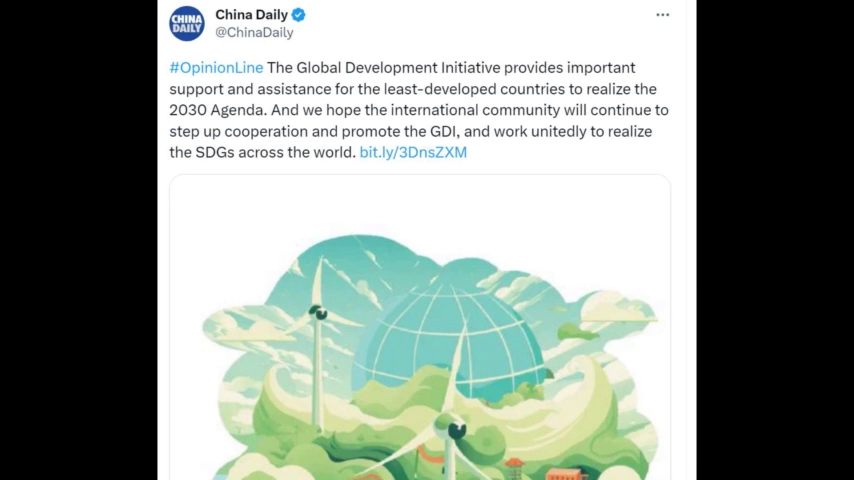 CHINA DAILY
China Daily
@ChinaDaily
#OpinionLine The Global Development Initiative provides important
support and assistance for the least-developed countries to realize the
2030 Agenda. And we hope the international community will continue to
step up cooperation and promote the GDI, and work unitedly to realize
the SDGs across the world. bit.ly/3DnsZXM